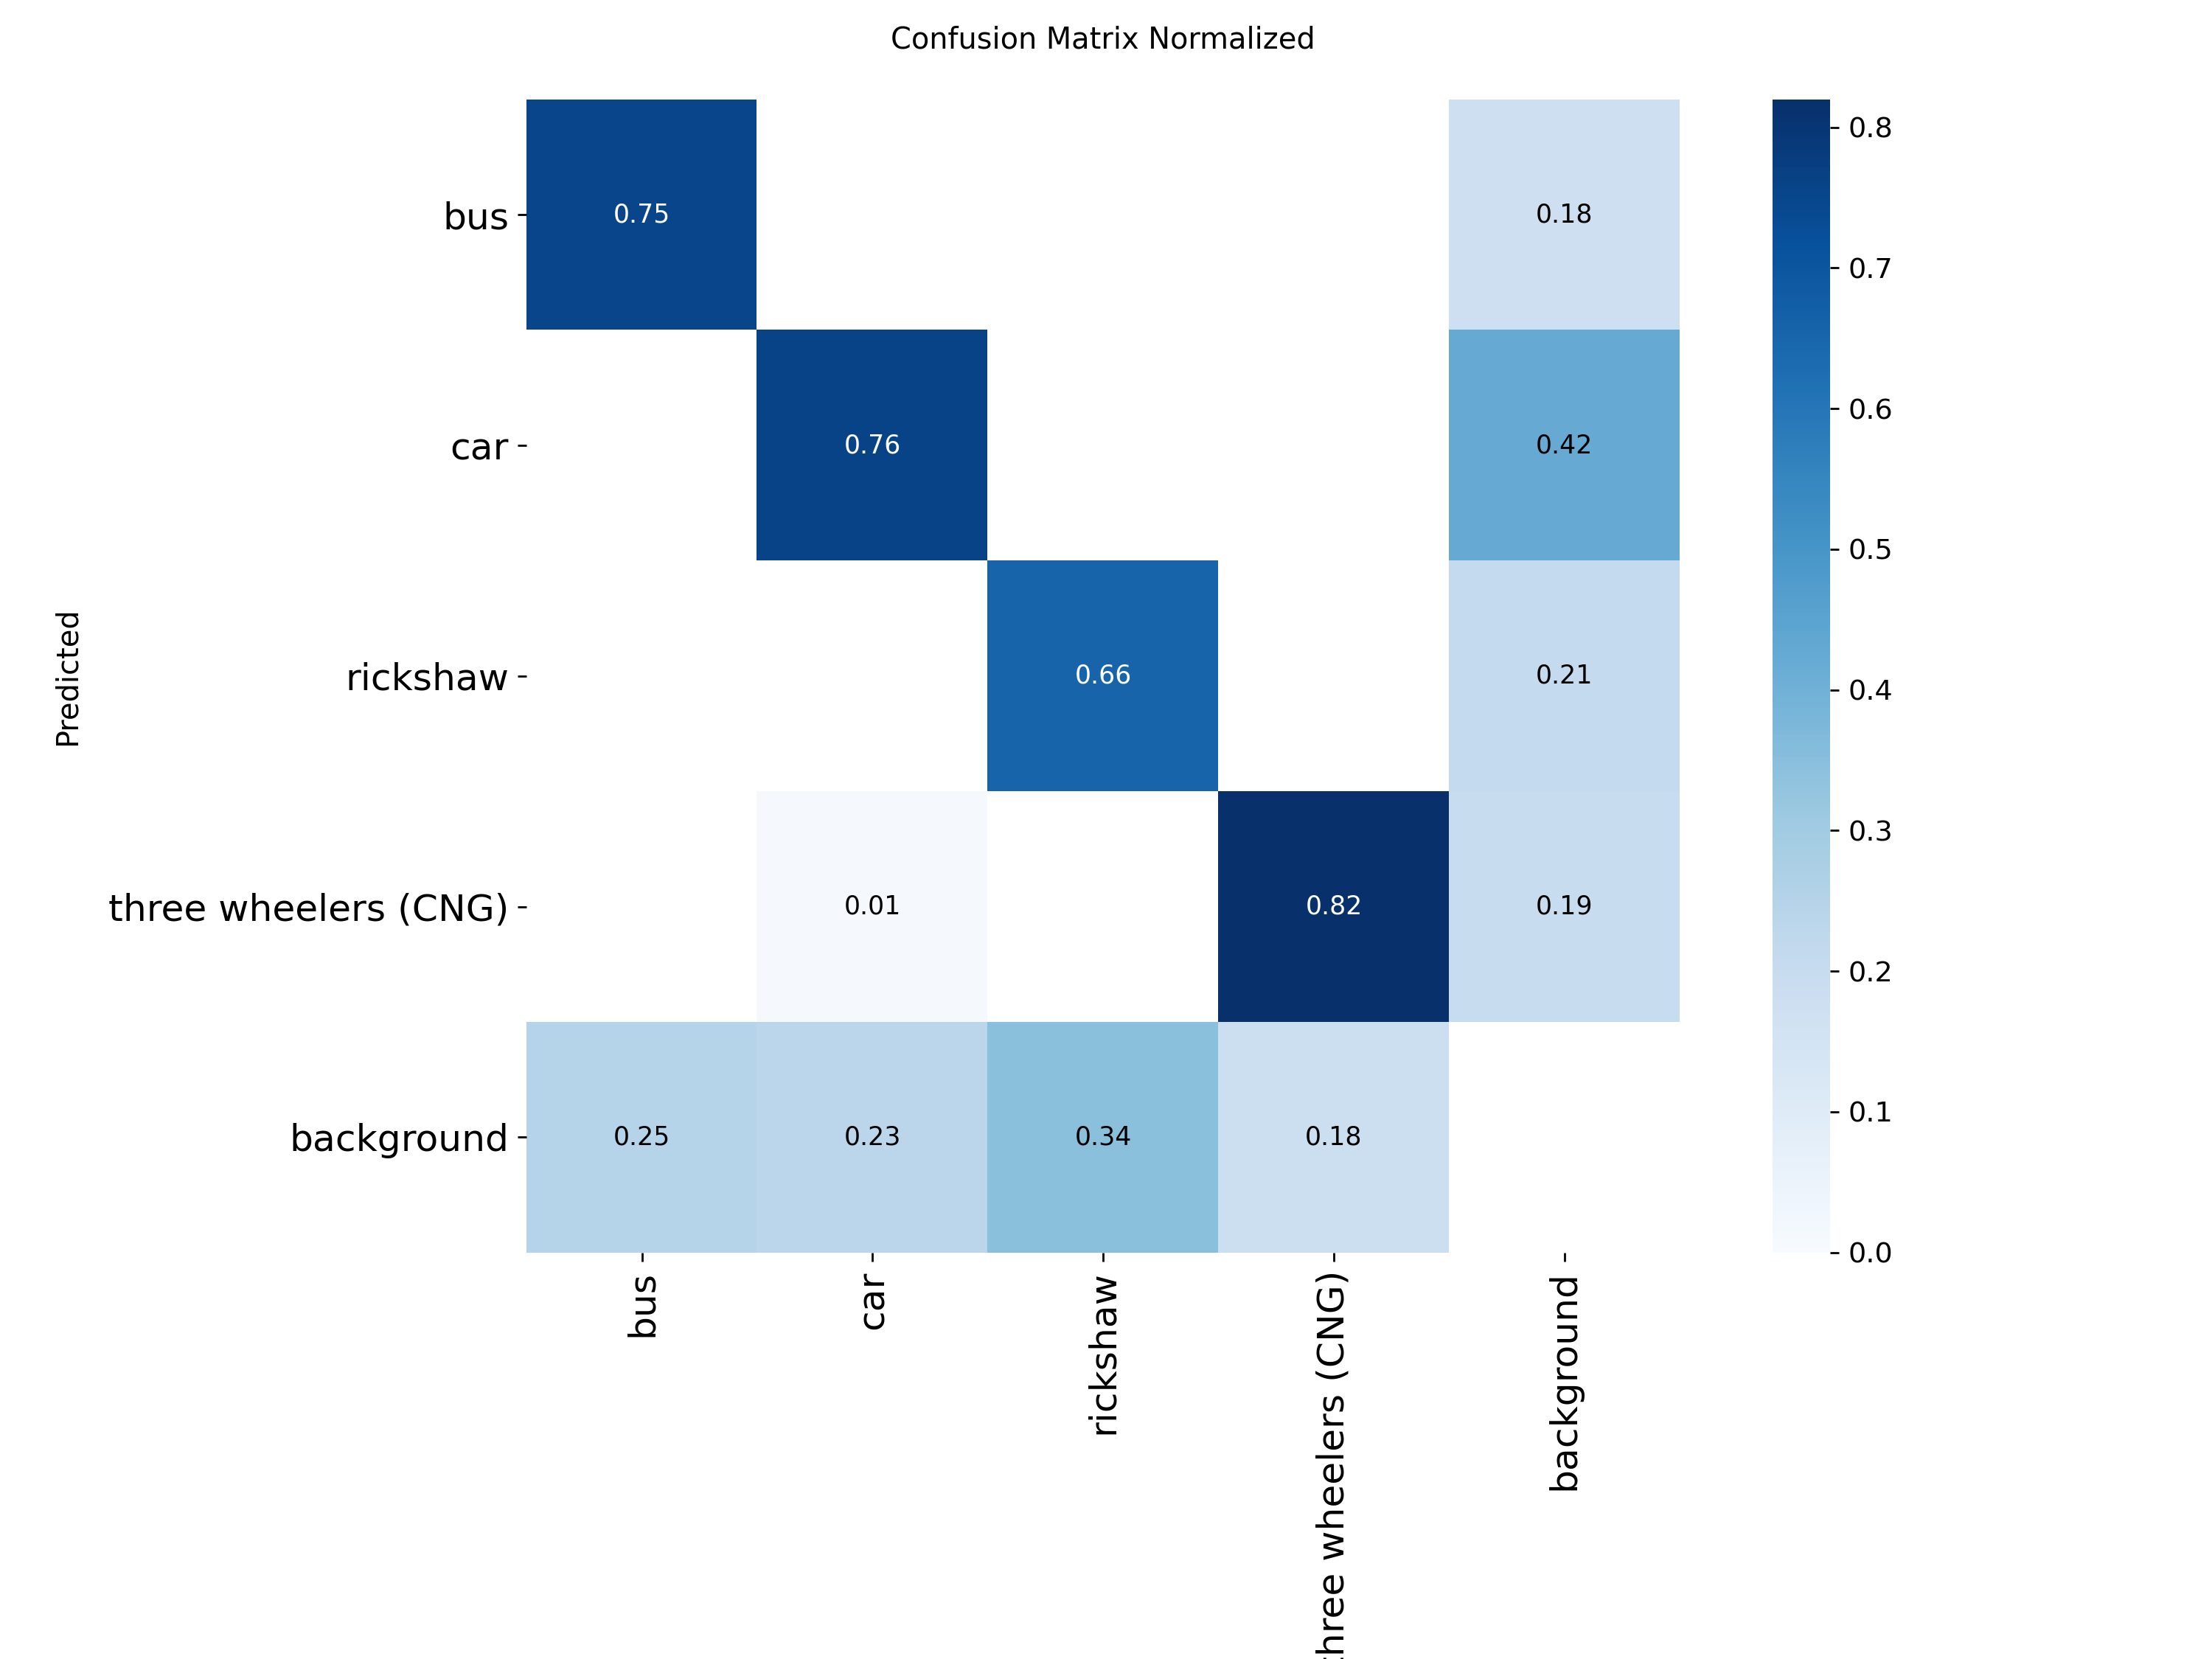 Confusion Matrix Normalized
Predicted
bus
0.75
0.18
car
0.76
0.42
rickshaw
0.66
0.21
three wheelers (CNG)
0.01
0.82
0.19
background
0.25
0.23
0.34
0.18
bus
car
rickshaw
three wheelers (CNG)
background
0.8
0.7
0.6
0.5
0.4
0.3
0.2
0.1
0.0